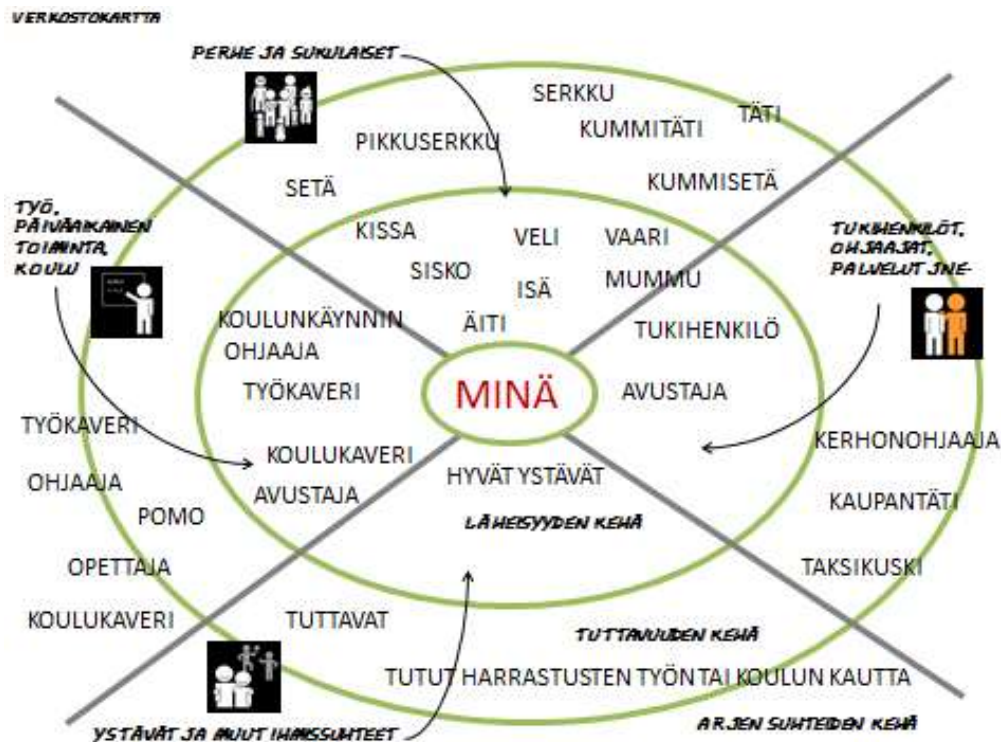 VERKOSTOKARTTA
PERHE JA SUKULAISET
SERKKU
TÄTI
KUMMITÄTI
PIKKUSERKKU
SETÄ
KUMMISETÄ
TYÖ,
PÄIVÄAIKAINEN
TOIMINTA,
KOULU
KISSA
VELI
VAARI
TUKIHENKILÖT,
OHJAAJAT,
PALVELUT JNE-
SISKO
ISÄ
MUMMU
KOULUNKÄYNNIN
OHJAAJA
ÄITI
TUKIHENKILÖ
TYÖKAVERI
MINÄ
AVUSTAJA
TYÖKAVERI
KOULUKAVERI
KERHONOHJAAJA
OHJAAJA
AVUSTAJA
HYVÄT YSTÄVÄT
KAUPANTÄTI
POMO
LÄHEISYYDEN KEHÄ
OPETTAJA
TAKSIKUSKI
KOULUKAVERI
TUTTAVAT
TUTTAVUUDEN KEHÄ
TUTUT HARRASTUSTEN TYÖN TAI KOULUN KAUTTA
YSTÄVÄT JA MUUT IHMISSUHTEET
ARJEN SUHTEIDEN KEHÄ